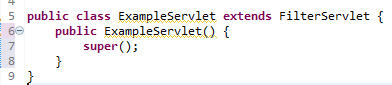 5 public class ExampleServlet extends FilterServlet {
6 public ExampleServlet() {
7 super();
8 }
9 }